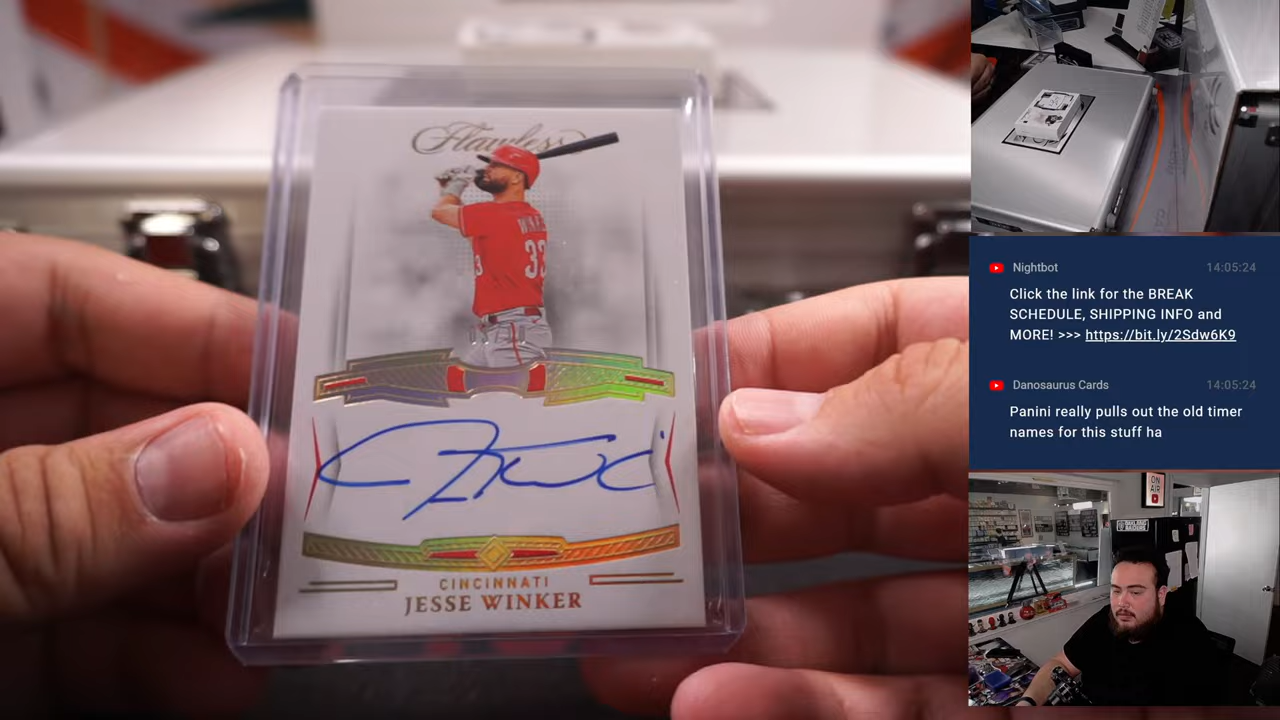 Flawless
WINKER
33
CINCINNATI
JESSE WINKER
Nightbot 14:05:24
Click the link for the BREAK
SCHEDULE, SHIPPING INFO and
MORE! >>> https://bit.ly/2Sdw6K9
Danosaurus Cards 14:05:24
Panini really pulls out the old timer
names for this stuff ha
ON
AIR